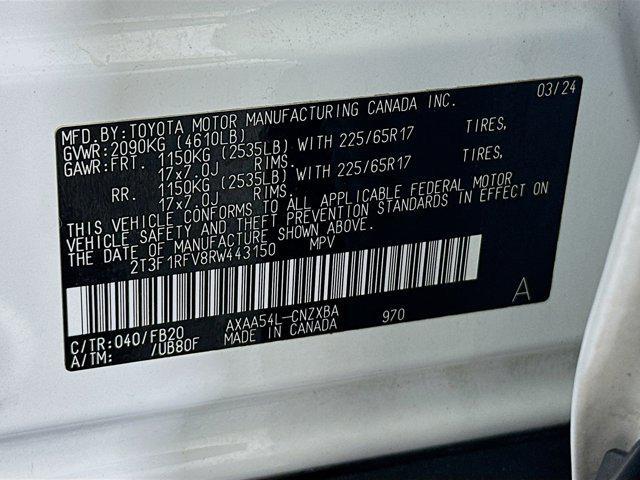 MFD.BY:TOYOTA MOTOR MANUFACTURING CANADA INC. 03/24
GVWR:2090KG (4610LB)
GAWR:FRT. 1150KG (2535LB) WITH 225/65R17 TIRES,
17x7.0J RIMS.
RR. 1150KG (2535LB) WITH 225/65R17 TIRES,
17x7.0J RIMS.
THIS VEHICLE CONFORMS TO ALL APPLICABLE FEDERAL MOTOR
VEHICLE SAFETY AND THEFT PREVENTION STANDARDS IN EFFECT ON
THE DATE OF MANUFACTURE SHOWN ABOVE.
2T3F1RFV8RW443150 MPV
A
C/TR:040/FB20 AXAA54L-CNZXBA 970
A/TM: /UB80F MADE IN CANADA